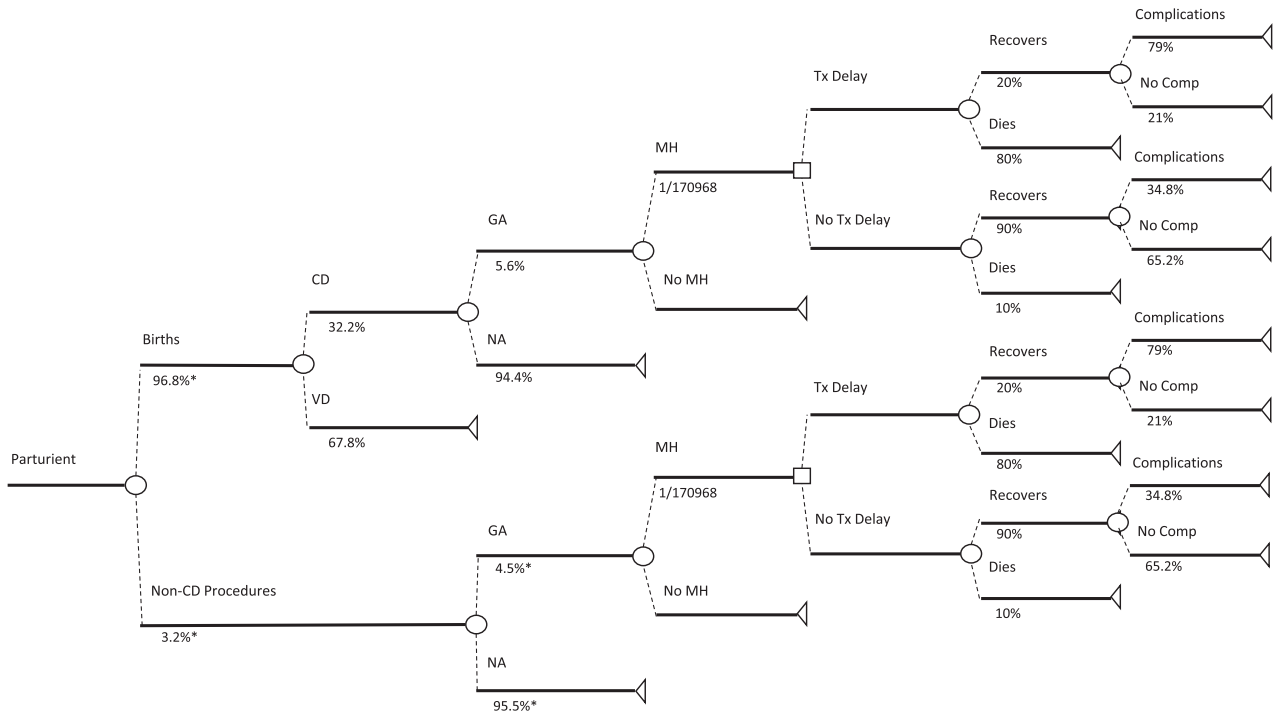 Complications
79%
Recovers
20%
No Comp
21%
Tx Delay
Dies
80%
MH
1/170968
Complications
34.8%
Recovers
90%
No Comp
65.2%
No Tx Delay
Dies
10%
GA
5.6%
No MH
CD
32.2%
NA
94.4%
Births
96.8%*
VD
67.8%
Parturient
Complications
79%
Recovers
20%
No Comp
21%
Tx Delay
Dies
80%
MH
1/170968
Complications
34.8%
Recovers
90%
No Comp
65.2%
No Tx Delay
Dies
10%
GA
4.5%*
No MH
Non-CD Procedures
3.2%*
NA
95.5%*